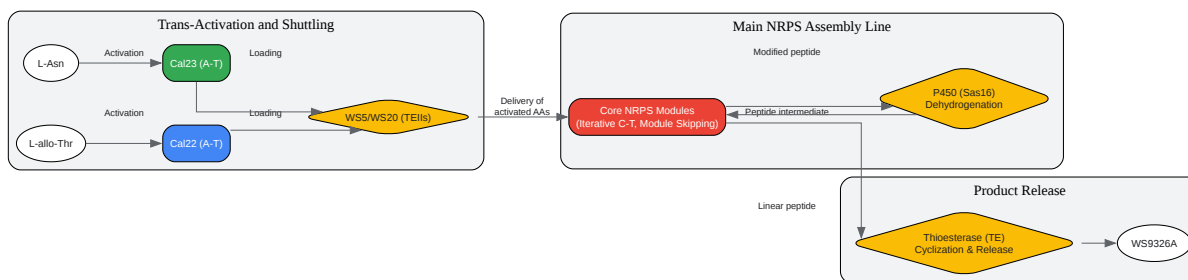 Trans-Activation and Shuttling
L-Asn
Activation
Cal23 (A-T)
Loading
Activation
Loading
L-allo-Thr
Cal22 (A-T)
WS5/WS20 (TEIIs)
Delivery of
activated AAs
Main NRPS Assembly Line
Modified peptide
Core NRPS Modules
(Iterative C-T, Module Skipping)
Peptide intermediate
P450 (Sas16)
Dehydrogenation
Linear peptide
Product Release
Thioesterase (TE)
Cyclization & Release
WS9326A